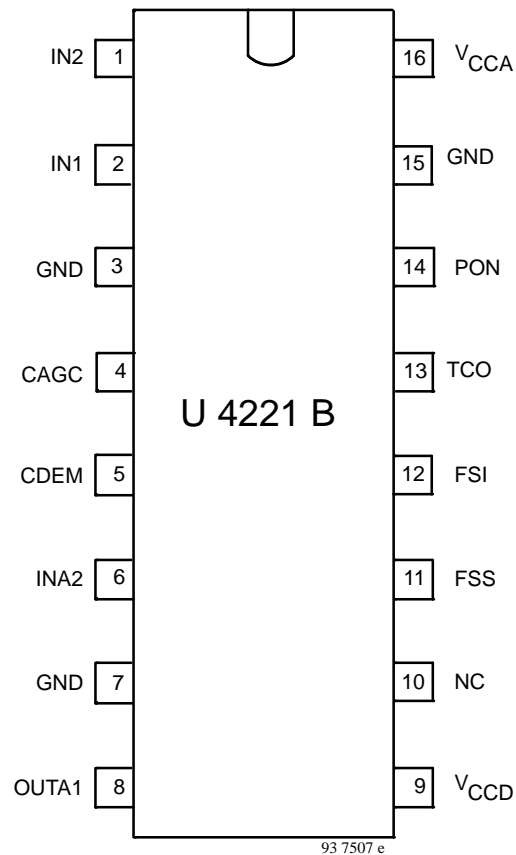 IN2 1 16 VCCA
IN1 2 15 GND
GND 3 14 PON
CAGC 4 13 TCO
U 4221 B
CDEM 5 12 FSI
INA2 6 11 FSS
GND 7 10 NC
OUTA1 8 9 VCCD
93 7507 e